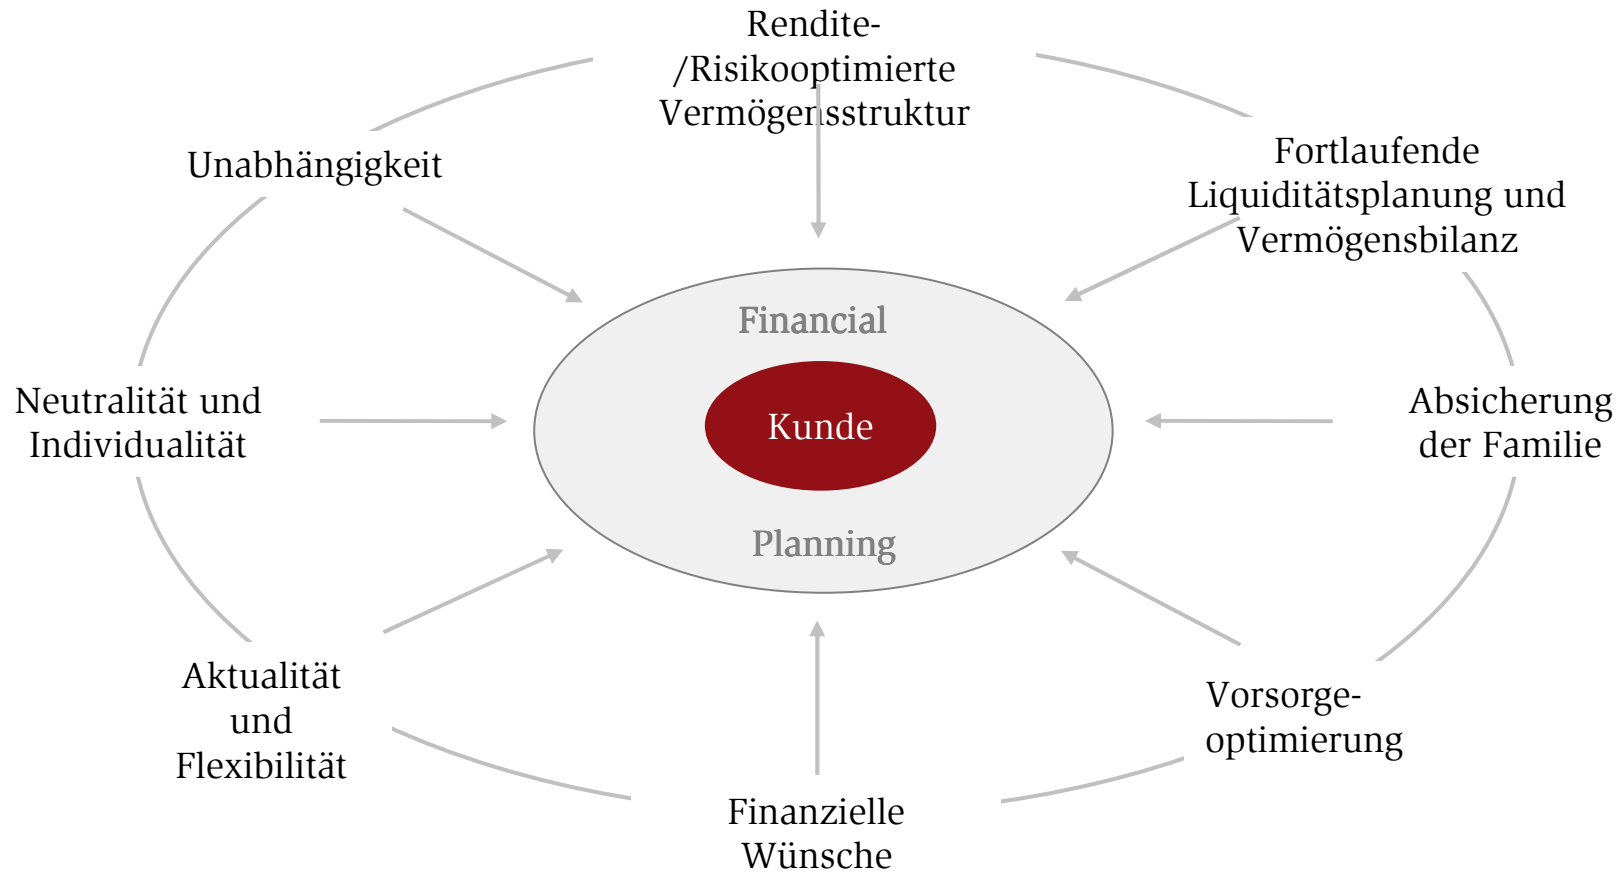 Rendite-
/Risikooptimierte
Vermögensstruktur
Unabhängigkeit
Fortlaufende
Liquiditätsplanung und
Vermögensbilanz
Financial
Kunde
Planning
Neutralität und
Individualität
Absicherung
der Familie
Aktualität
und
Flexibilität
Vorsorge-
optimierung
Finanzielle
Wünsche